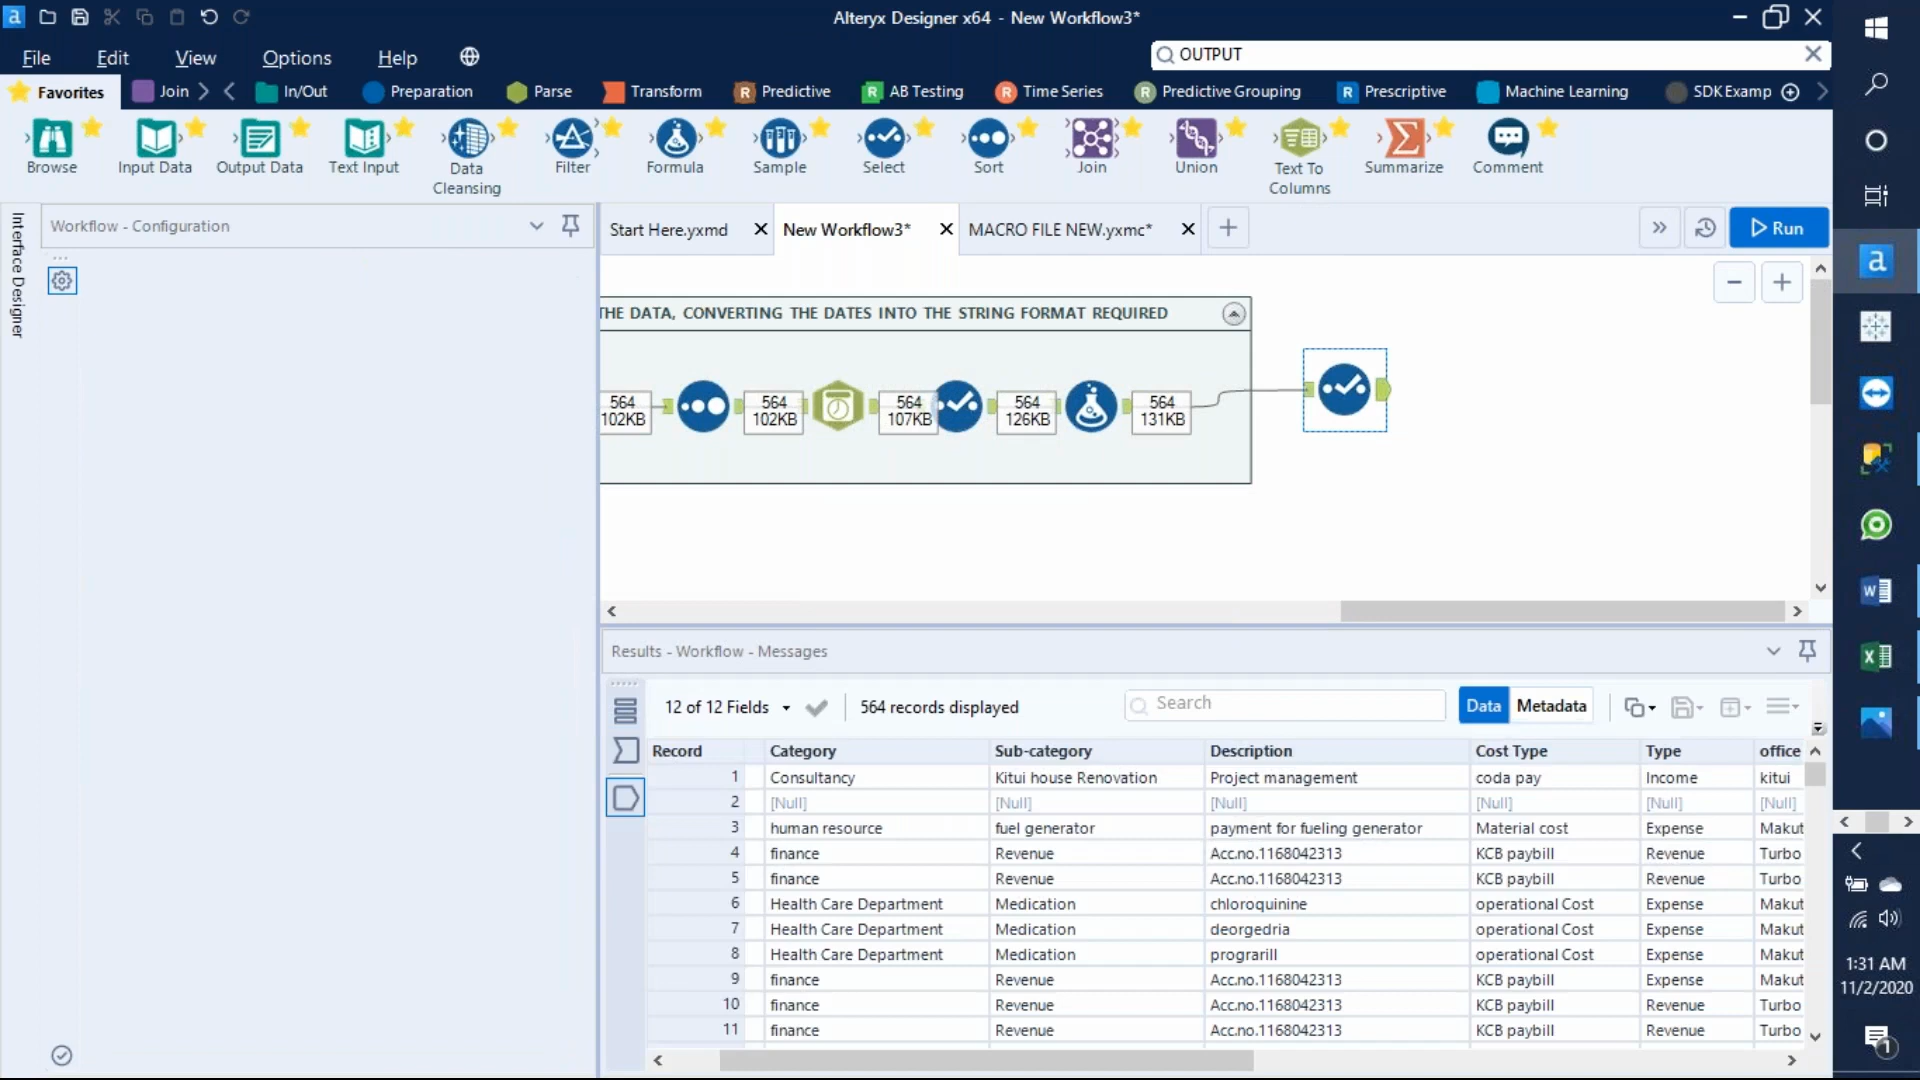 Alteryx Designer x64 - New Workflow3*
File Edit View Options Help
OUTPUT
Favorites Join In/Out Preparation Parse Transform Predictive AB Testing Time Series Predictive Grouping Prescriptive Machine Learning SDK Examp
Browse Input Data Output Data Text Input Data Cleansing Filter Formula Sample Select Sort Join Union Text To Columns Summarize Comment
Interface Designer
Workflow - Configuration
Start Here.yxmd New Workflow3* MACRO FILE NEW.yxmc* Run
THE DATA, CONVERTING THE DATES INTO THE STRING FORMAT REQUIRED
564 564 564 564 564
102KB 102KB 107KB 126KB 131KB
Results - Workflow - Messages
12 of 12 Fields 564 records displayed Search Data Metadata
Record Category Sub-category Description Cost Type Type office
1 Consultancy Kitui house Renovation Project management coda pay Income kitui
2 [Null] [Null] [Null] [Null] [Null] [Null]
3 human resource fuel generator payment for fueling generator Material cost Expense Makut
4 finance Revenue Acc.no.1168042313 KCB paybill Revenue Turbo
5 finance Revenue Acc.no.1168042313 KCB paybill Revenue Turbo
6 Health Care Department Medication chloroquinine operational Cost Expense Makut
7 Health Care Department Medication deorgedria operational Cost Expense Makut
8 Health Care Department Medication prograrill operational Cost Expense Makut
9 finance Revenue Acc.no.1168042313 KCB paybill Expense Makut
10 finance Revenue Acc.no.1168042313 KCB paybill Revenue Turbo
11 finance Revenue Acc.no.1168042313 KCB paybill Revenue Turbo
1:31 AM
11/2/2020
1